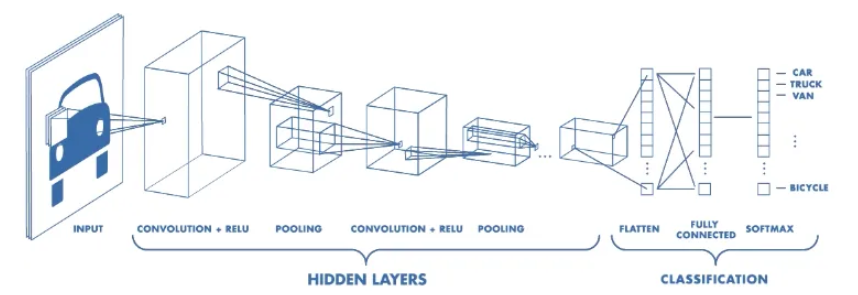 CAR
TRUCK
VAN
BICYCLE
INPUT
CONVOLUTION + RELU
POOLING
CONVOLUTION + RELU
POOLING
FLATTEN
FULLY
CONNECTED
SOFTMAX
HIDDEN LAYERS
CLASSIFICATION